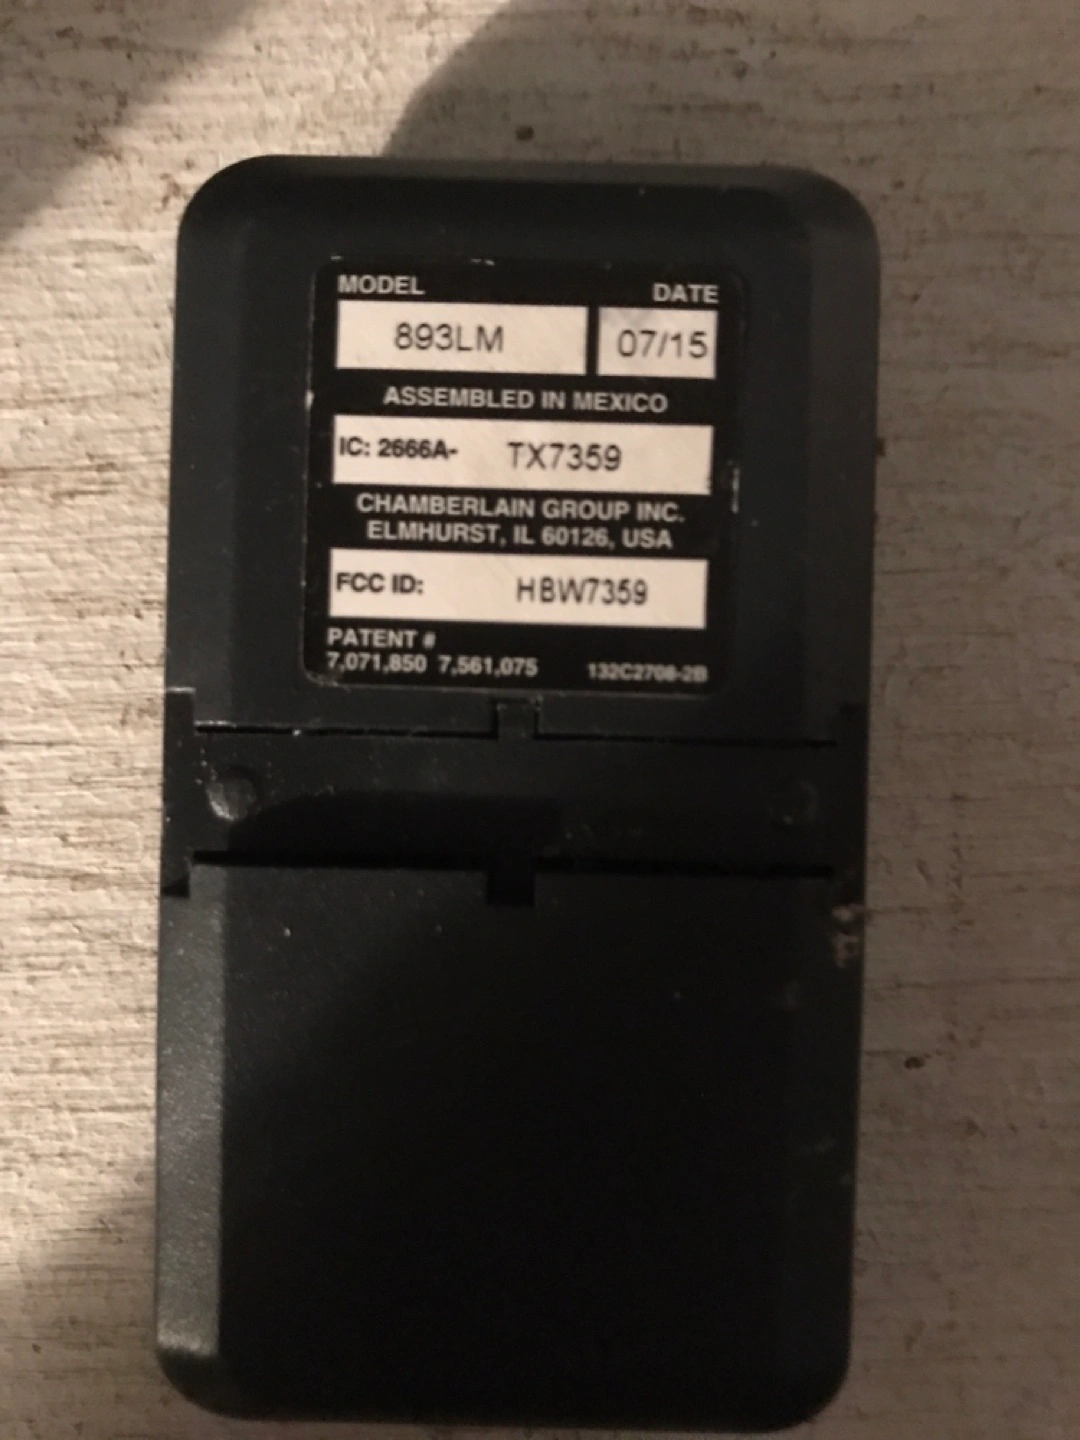 MODEL DATE
893LM 07/15
ASSEMBLED IN MEXICO
IC: 2666A- TX7359
CHAMBERLAIN GROUP INC.
ELMHURST, IL 60126, USA
FCC ID: HBW7359
PATENT #
7,071,850 7,561,075 132C2708-2B